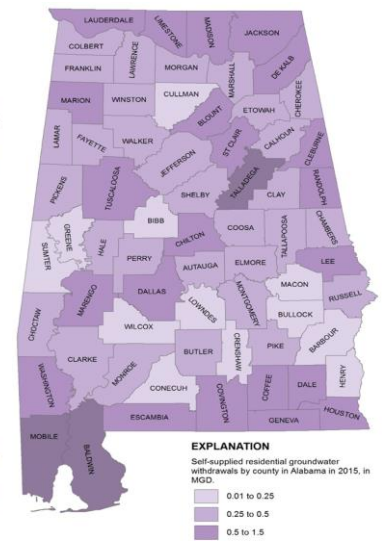 LAUDERDALE
LIMESTONE
MADISON
JACKSON
COLBERT
LAWRENCE
FRANKLIN
MORGAN
MARSHALL
DE KALB
CHEROKEE
MARION
WINSTON
CULLMAN
BLOUNT
ETOWAH
LAMAR
FAYETTE
WALKER
JEFFERSON
ST CLAIR
CALHOUN
CLEBURNE
PICKENS
TUSCALOOSA
SHELBY
TALLADEGA
CLAY
RANDOLPH
SUMTER
GREENE
HALE
BIBB
PERRY
CHILTON
COOSA
TALLAPOOSA
CHAMBERS
AUTAUGA
ELMORE
LEE
CHOCTAW
MARENGO
DALLAS
LOWNDES
MONTGOMERY
MACON
RUSSELL
WILCOX
BULLOCK
CLARKE
BUTLER
CRENSHAW
PIKE
BARBOUR
WASHINGTON
MONROE
CONECUH
COVINGTON
COFFEE
DALE
HENRY
MOBILE
BALDWIN
ESCAMBIA
GENEVA
HOUSTON
EXPLANATION
Self-supplied residential groundwater
withdrawals by county in Alabama in 2015, in
MGD.
0.01 to 0.25
0.25 to 0.5
0.5 to 1.5